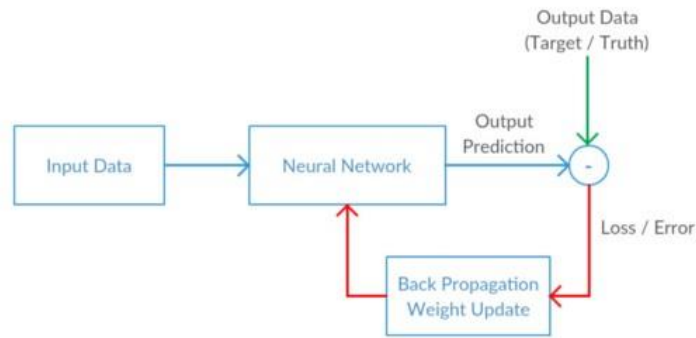 Output Data
(Target / Truth)
Input Data
Neural Network
Output
Prediction
-
Loss / Error
Back Propagation
Weight Update